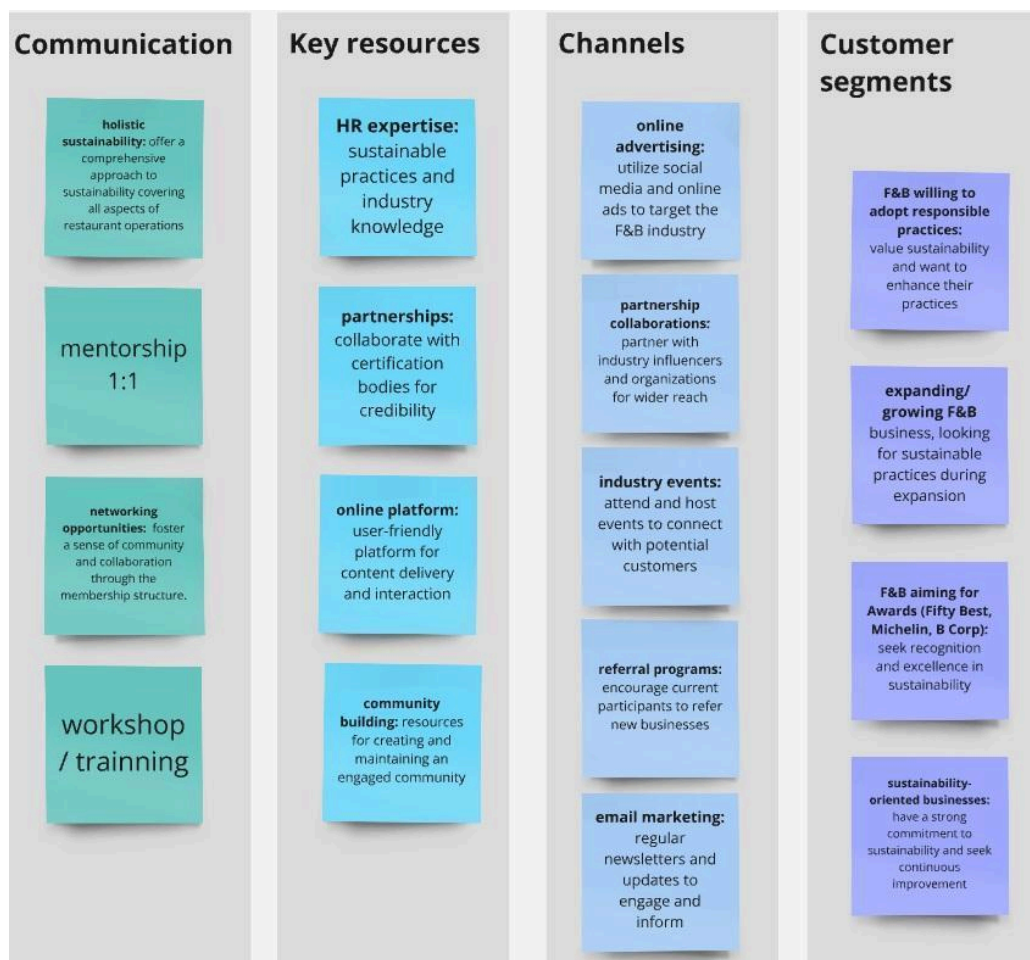 Communication
holistic
sustainability: offer a
comprehensive
approach to
sustainability covering
all aspects of
restaurant operations
mentorship
1:1
networking
opportunities: foster
a sense of community
and collaboration
through the
membership structure.
workshop
/ trainning
Key resources
HR expertise:
sustainable
practices and
industry
knowledge
partnerships:
collaborate with
certification
bodies for
credibility
online platform:
user-friendly
platform for
content delivery
and interaction
community
building: resources
for creating and
maintaining an
engaged community
Channels
online
advertising:
utilize social
media and online
ads to target the
F&B industry
partnership
collaborations:
partner with
industry influencers
and organizations
for wider reach
industry events:
attend and host
events to connect
with potential
customers
referral programs:
encourage current
participants to refer
new businesses
email marketing:
regular
newsletters and
updates to
engage and
inform
Customer
segments
F&B willing to
adopt responsible
practices:
value sustainability
and want to
enhance their
practices
expanding/
growing F&B
business, looking
for sustainable
practices during
expansion
F&B aiming for
Awards (Fifty Best,
Michelin, B Corp):
seek recognition
and excellence in
sustainability
sustainability-
oriented businesses:
have a strong
commitment to
sustainability and seek
continuous
improvement